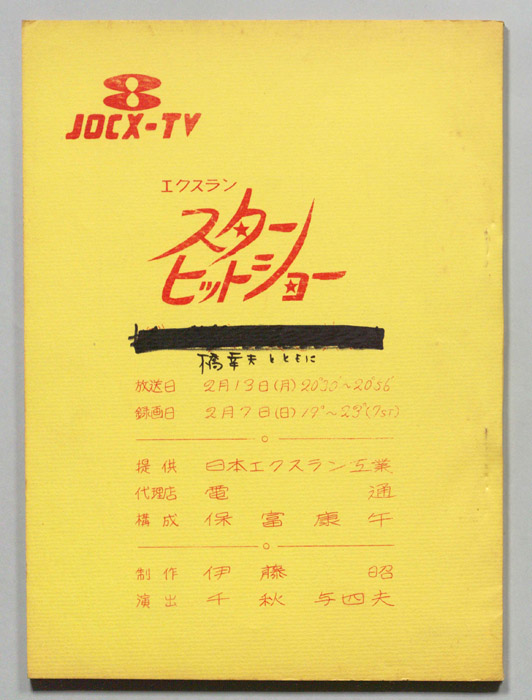 JOCX-TV
エクスラン
スター
ヒットショー
橋幸夫とともに
放送日 2月13日(月) 20°30'~20°56'
録画日 2月7日(日) 19°~23°(7st)
提供 日本エクスラン工業
代理店 電通
構成 保富康午
制作 伊藤昭
演出 千秋与四夫